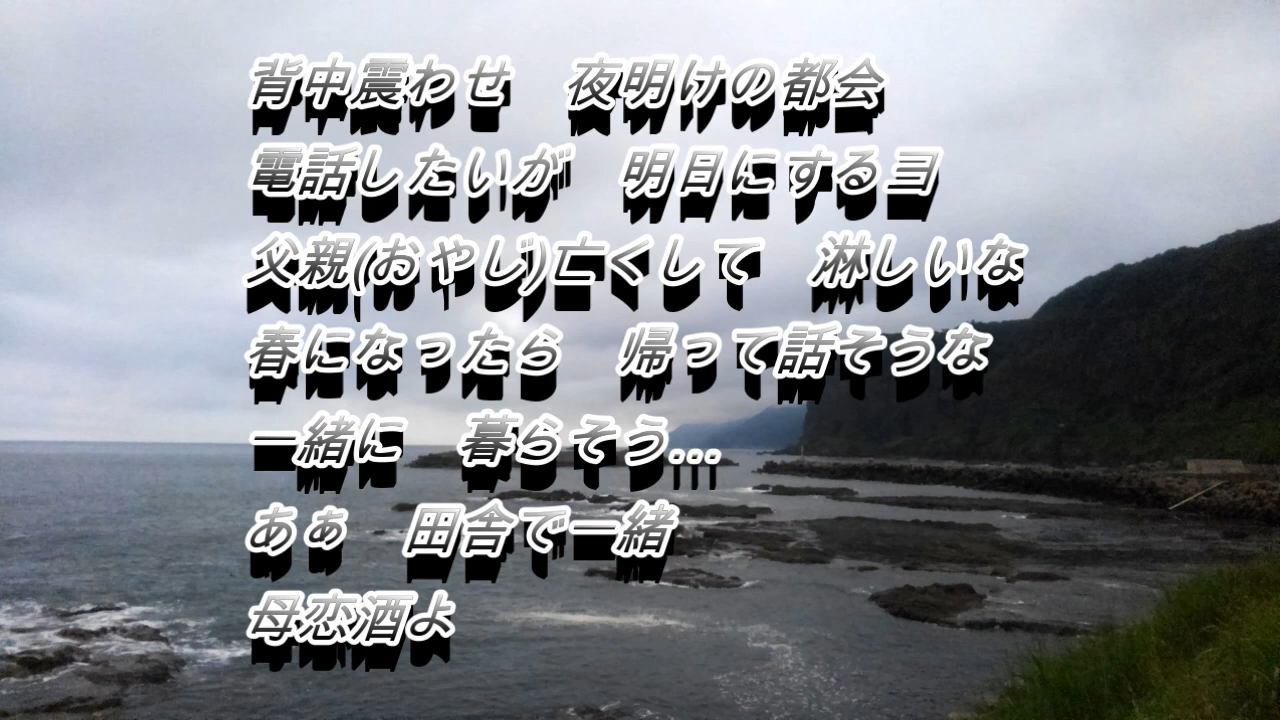 背中震わせ　夜明けの都会
電話したいが　明日にするヨ
父親(おやじ)亡くして　淋しいな
春になったら　帰って話そうな
一緒に　暮らそう...
あぁ　田舎で一緒
母恋酒よ